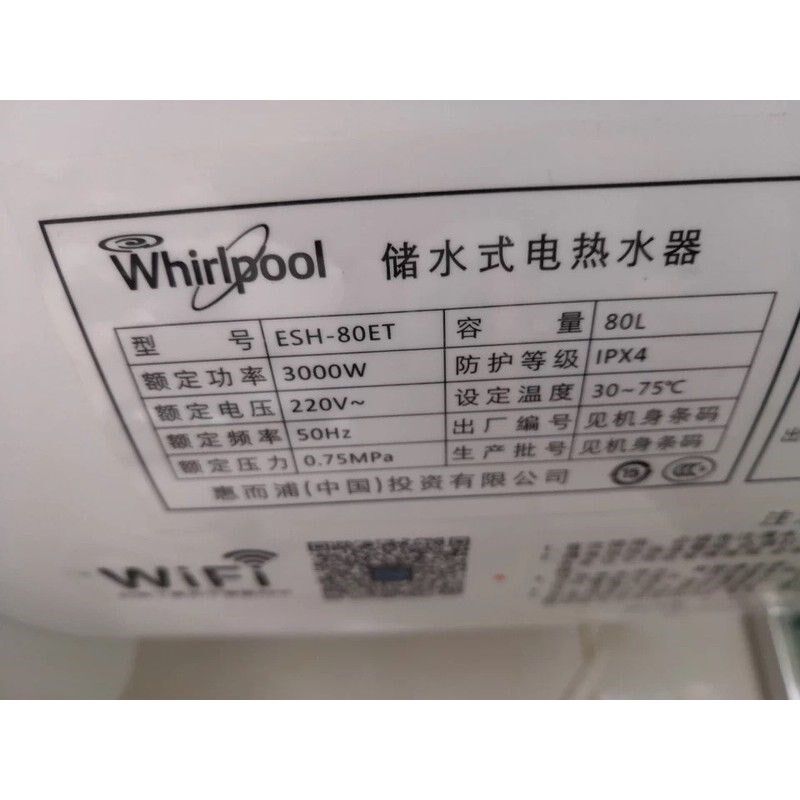 Whirlpool 储水式电热水器
型号 ESH-80ET 容量 80L
额定功率 3000W 防护等级 IPX4
额定电压 220V~ 设定温度 30~75℃
额定频率 50Hz 出厂编号 见机身条码
额定压力 0.75MPa 生产批号 见机身条码
惠而浦(中国)投资有限公司
WiFi
注